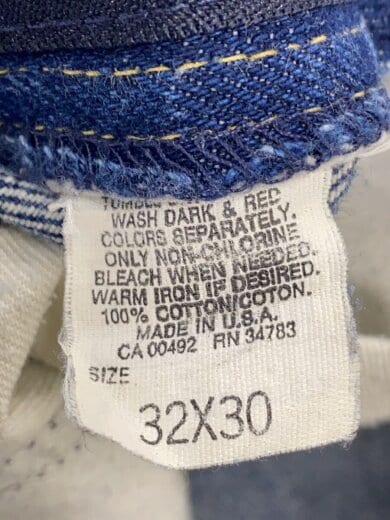 TUMBLE
WASH DARK & RED
COLORS SEPARATELY.
ONLY NON-CHLORINE
BLEACH WHEN NEEDED.
WARM IRON IF DESIRED.
100% COTTON/COTON.
MADE IN U.S.A.
CA 00492 RN 34783
SIZE
32X30